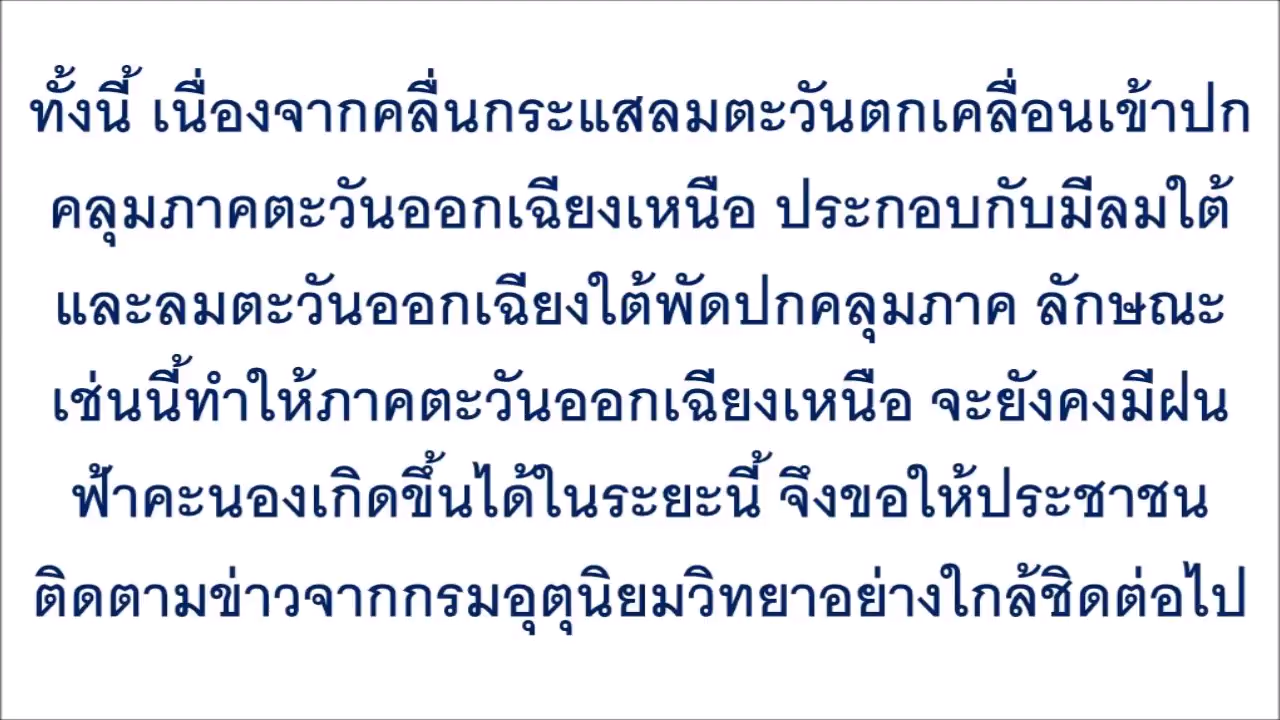 ทั้งนี้ เนื่องจากคลื่นกระแสลมตะวันตกเคลื่อนเข้าปก
คลุมภาคตะวันออกเฉียงเหนือ ประกอบกับมีลมใต้
และลมตะวันออกเฉียงใต้พัดปกคลุมภาค ลักษณะ
เช่นนี้ทำให้ภาคตะวันออกเฉียงเหนือ จะยังคงมีฝน
ฟ้าคะนองเกิดขึ้นได้ในระยะนี้ จึงขอให้ประชาชน
ติดตามข่าวจากกรมอุตุนิยมวิทยาอย่างใกล้ชิดต่อไป